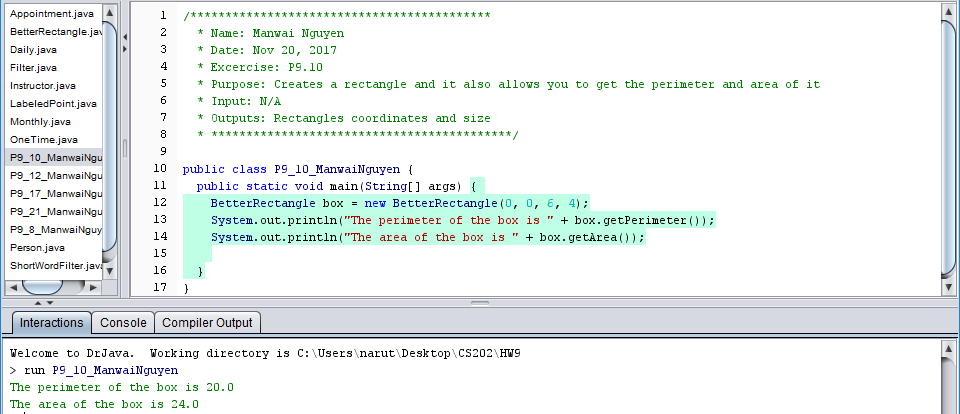 Appointment.java
BetterRectangle.jav
Daily.java
Filter.java
Instructor.java
LabeledPoint.java
Monthly.java
OneTime.java
P9_10_ManwaiNgu
P9_12_ManwaiNgu
P9_17_ManwaiNgu
P9_21_ManwaiNgu
P9_8_ManwaiNguy
Person.java
ShortWordFilter.java
1 /*******************************************
2 * Name: Manwai Nguyen
3 * Date: Nov 20, 2017
4 * Excercise: P9.10
5 * Purpose: Creates a rectangle and it also allows you to get the perimeter and area of it
6 * Input: N/A
7 * Outputs: Rectangles coordinates and size
8 * *******************************************/
9
10 public class P9_10_ManwaiNguyen {
11 public static void main(String[] args) {
12 BetterRectangle box = new BetterRectangle(0, 0, 6, 4);
13 System.out.println("The perimeter of the box is " + box.getPerimeter());
14 System.out.println("The area of the box is " + box.getArea());
15
16 }
17 }
Interactions Console Compiler Output
Welcome to DrJava. Working directory is C:\Users\narut\Desktop\CS202\HW9
> run P9_10_ManwaiNguyen
The perimeter of the box is 20.0
The area of the box is 24.0